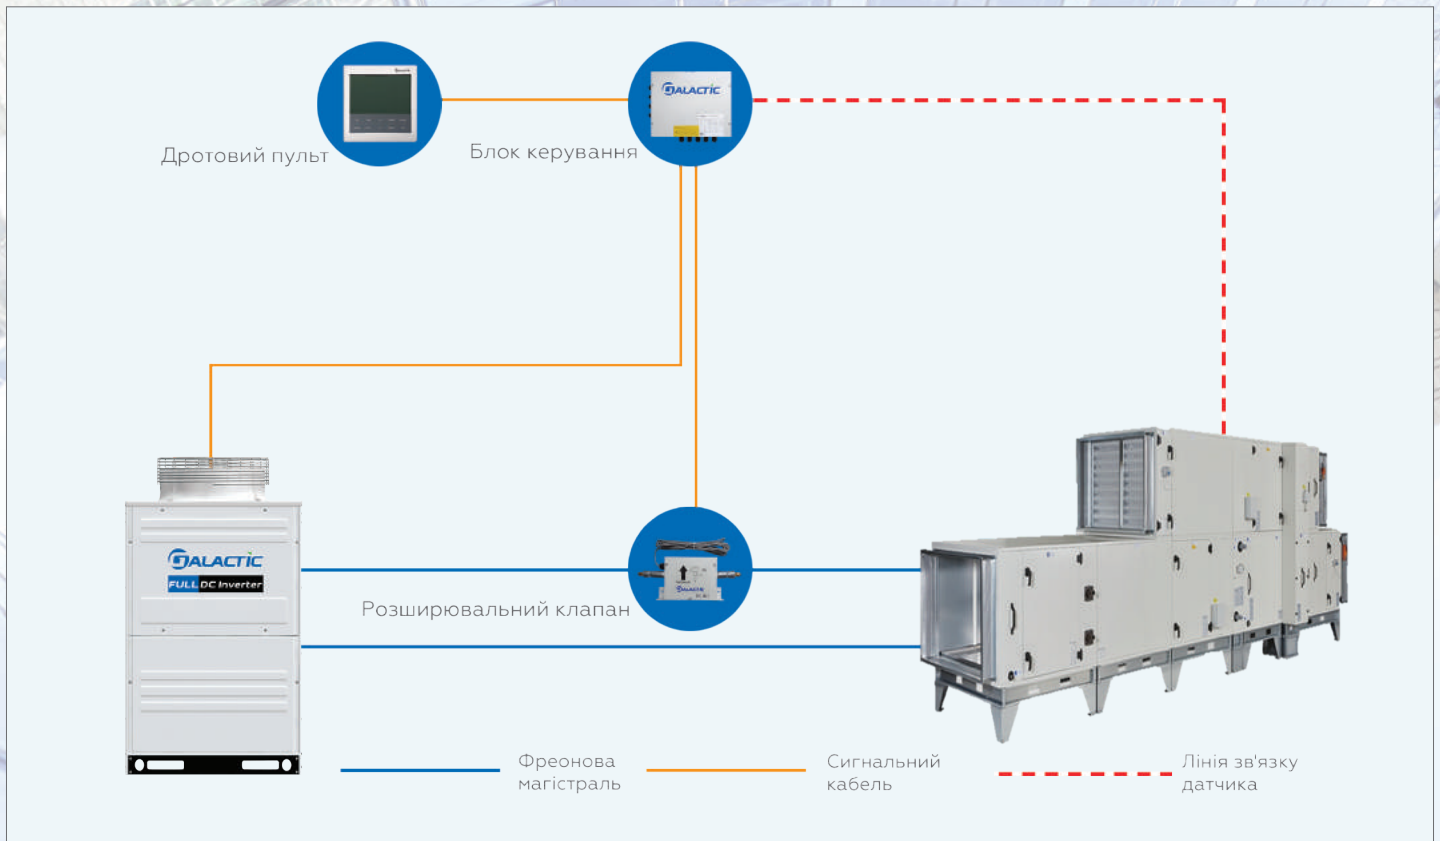 GALACTIC
Дротовий пульт
Блок керування
GALACTIC
FULL DC Inverter
GALACTIC
Розширювальний клапан
Фреонова
магістраль
Сигнальний
кабель
Лінія зв'язку
датчика